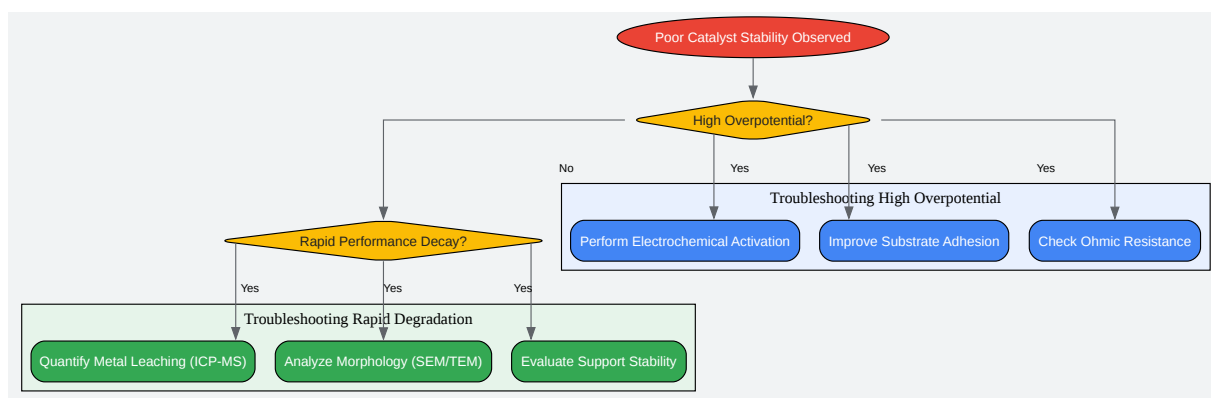 Poor Catalyst Stability Observed
High Overpotential?
No
Yes
Yes
Yes
Troubleshooting High Overpotential
Perform Electrochemical Activation
Improve Substrate Adhesion
Check Ohmic Resistance
Rapid Performance Decay?
Yes
Yes
Yes
Troubleshooting Rapid Degradation
Quantify Metal Leaching (ICP-MS)
Analyze Morphology (SEM/TEM)
Evaluate Support Stability